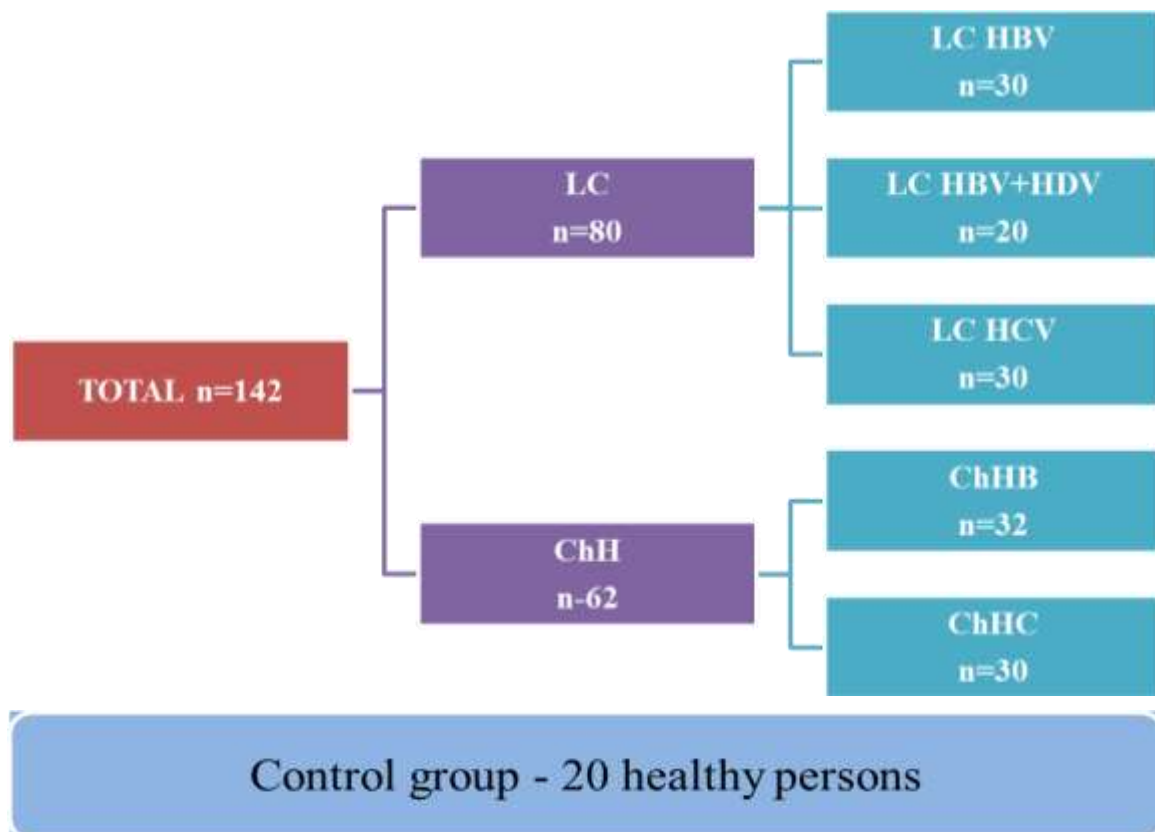 LC HBV
n=30
LC
n=80
LC HBV+HDV
n=20
LC HCV
n=30
TOTAL n=142
ChHB
n=32
ChH
n-62
ChHC
n=30
Control group - 20 healthy persons